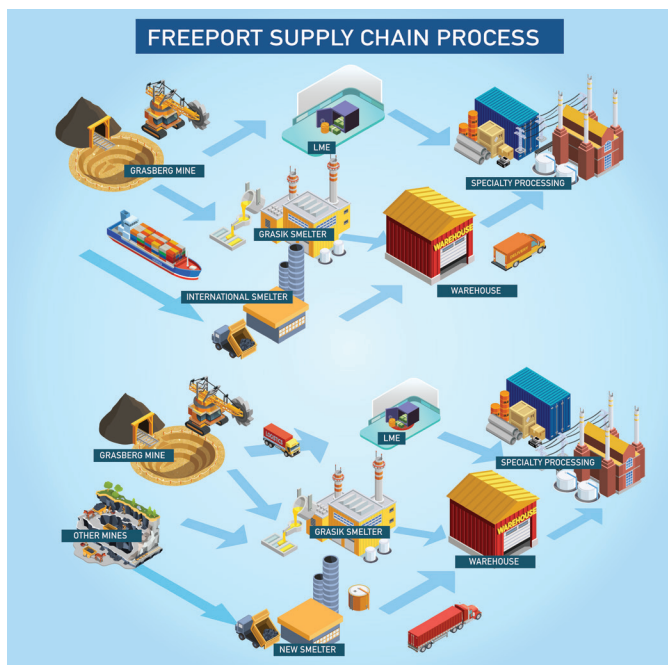 FREEPORT SUPPLY CHAIN PROCESS
GRASBERG MINE
LME
SPECIALTY PROCESSING
GRASIK SMELTER
WAREHOUSE
INTERNATIONAL SMELTER
WAREHOUSE
GRASBERG MINE
LME
SPECIALTY PROCESSING
WAREHOUSE
OTHER MINES
GRASIK SMELTER
WAREHOUSE
NEW SMELTER